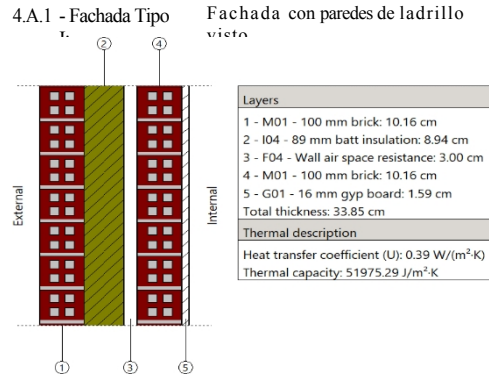 4.A.1 - Fachada Tipo I: Fachada con paredes de ladrillo visto
2
4
External
Internal
1
3
5
Layers
1 - M01 - 100 mm brick: 10.16 cm
2 - I04 - 89 mm batt insulation: 8.94 cm
3 - F04 - Wall air space resistance: 3.00 cm
4 - M01 - 100 mm brick: 10.16 cm
5 - G01 - 16 mm gyp board: 1.59 cm
Total thickness: 33.85 cm
Thermal description
Heat transfer coefficient (U): 0.39 W/(m²·K)
Thermal capacity: 51975.29 J/m²·K